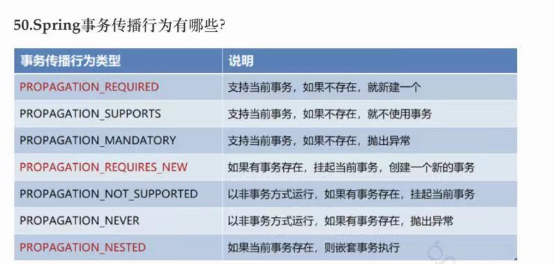 50.Spring事务传播行为有哪些?
事务传播行为类型 说明
PROPAGATION_REQUIRED 支持当前事务，如果不存在，就新建一个
PROPAGATION_SUPPORTS 支持当前事务，如果不存在，就不使用事务
PROPAGATION_MANDATORY 支持当前事务，如果不存在，抛出异常
PROPAGATION_REQUIRES_NEW 如果有事务存在，挂起当前事务，创建一个新的事务
PROPAGATION_NOT_SUPPORTED 以非事务方式运行，如果有事务存在，挂起当前事务
PROPAGATION_NEVER 以非事务方式运行，如果有事务存在，抛出异常
PROPAGATION_NESTED 如果当前事务存在，则嵌套事务执行